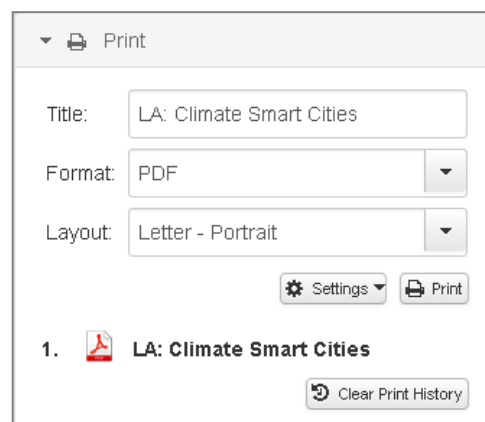 Print
Title: LA: Climate Smart Cities
Format: PDF
Layout: Letter - Portrait
Settings Print
1. LA: Climate Smart Cities
Clear Print History